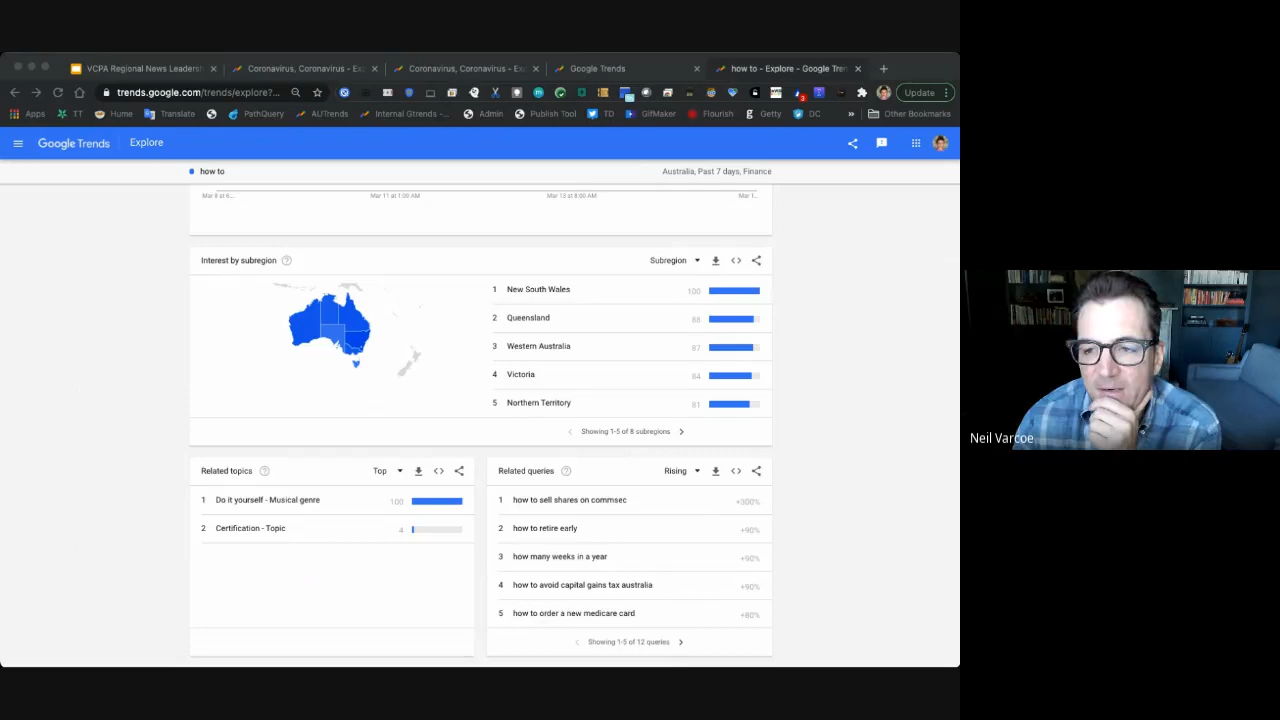 VCPA Regional News Leadersh
Coronavirus, Coronavirus - Ex
Coronavirus, Coronavirus - Ex
Google Trends
how to - Explore - Google Tren
trends.google.com/trends/explore?...
Update
Apps
TT
Home
Translate
PathQuery
AUTrends
Internal Gtrends -...
Admin
Publish Tool
TD
GifMaker
Flourish
Getty
DC
»
Other Bookmarks
Google Trends
Explore
how to
Australia, Past 7 days, Finance
Mar 11 at 1:00 AM
Mar 13 at 8:00 AM
Interest by subregion
Subregion
1 New South Wales 100
2 Queensland 88
3 Western Australia 87
4 Victoria 84
5 Northern Territory 81
Showing 1-5 of 8 subregions
Related topics
Top
1 Do it yourself - Musical genre 100
2 Certification - Topic 4
Related queries
Rising
1 how to sell shares on commsec +300%
2 how to retire early +90%
3 how many weeks in a year +90%
4 how to avoid capital gains tax australia +90%
5 how to order a new medicare card +80%
Showing 1-5 of 12 queries
Neil Varcoe